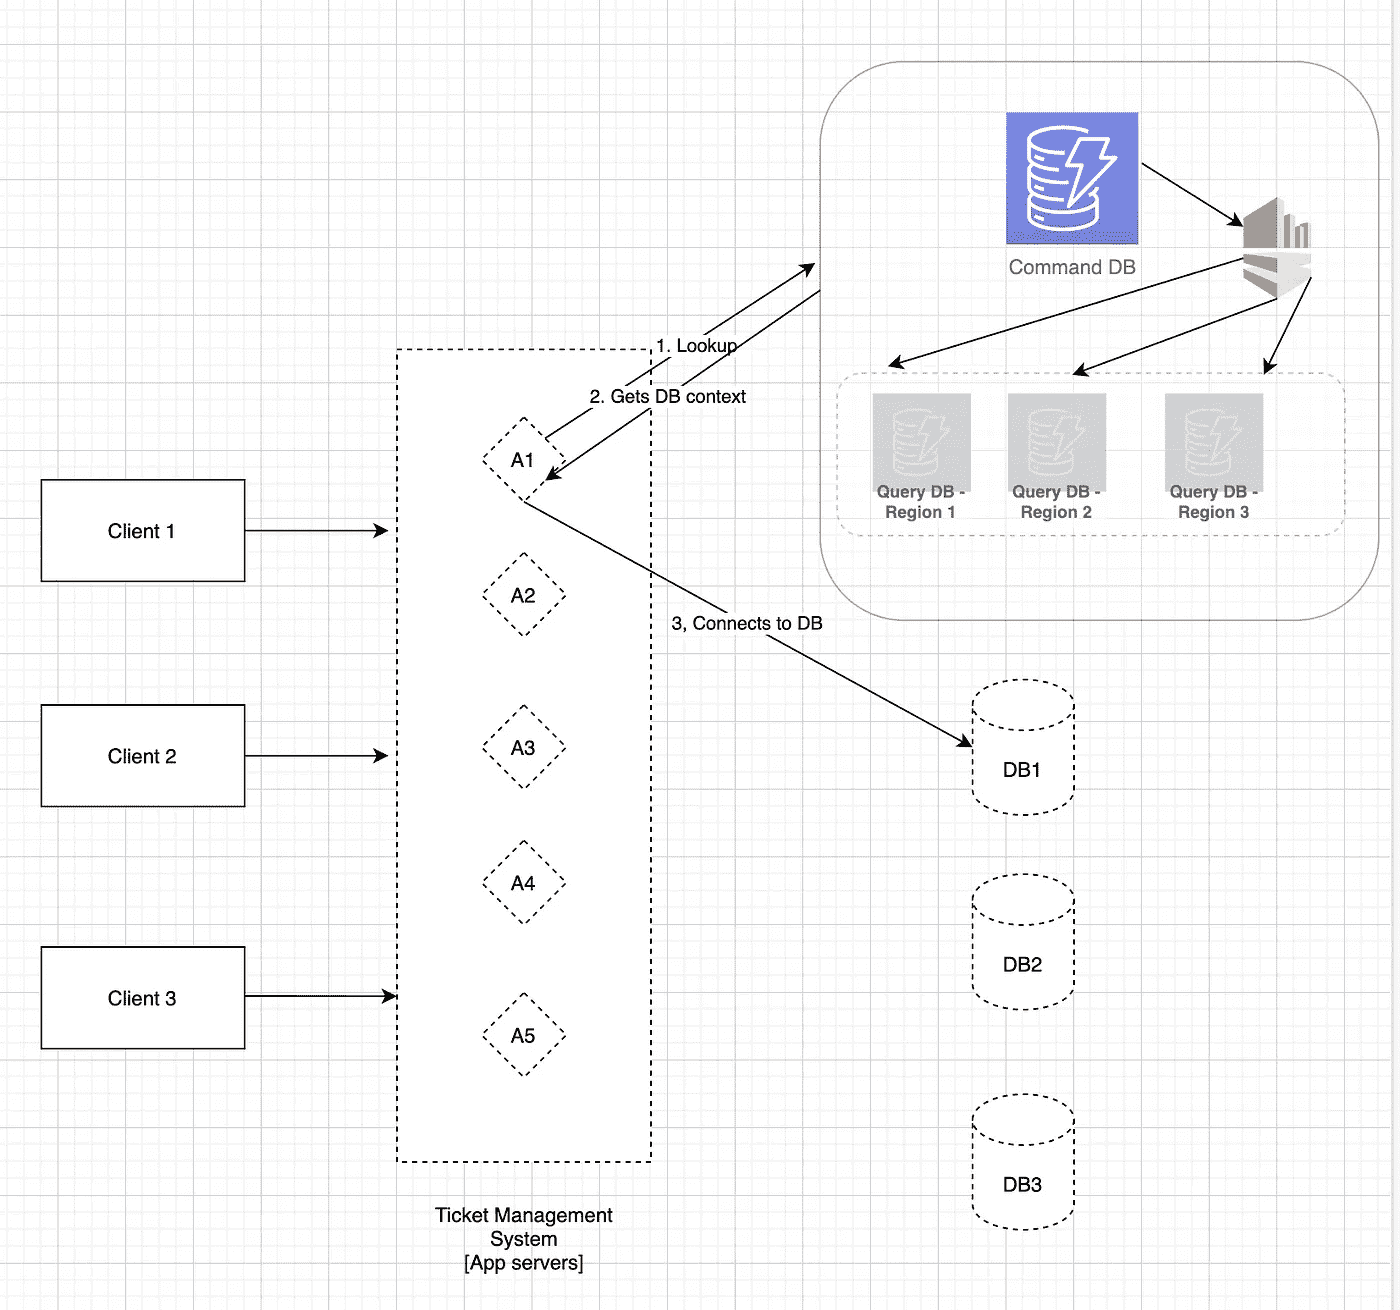 Command DB
1. Lookup
2. Gets DB context
Query DB -
Region 1
Query DB -
Region 2
Query DB -
Region 3
A1
Client 1
A2
3, Connects to DB
Client 2
A3
DB1
A4
DB2
Client 3
A5
DB3
Ticket Management
System
[App servers]